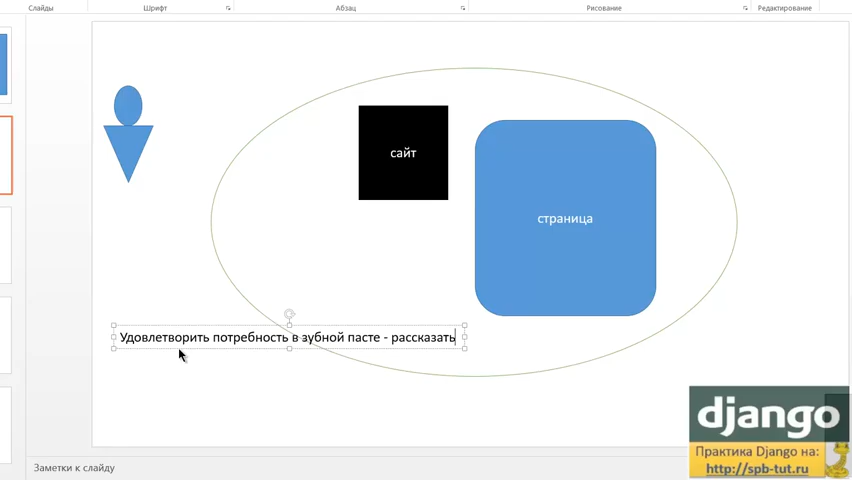 Слайды
Шрифт
Абзац
Рисование
Редактирование
сайт
страница
Удовлетворить потребность в зубной пасте - рассказать
django
Практика Django на:
http://spb-tut.ru
Заметки к слайду